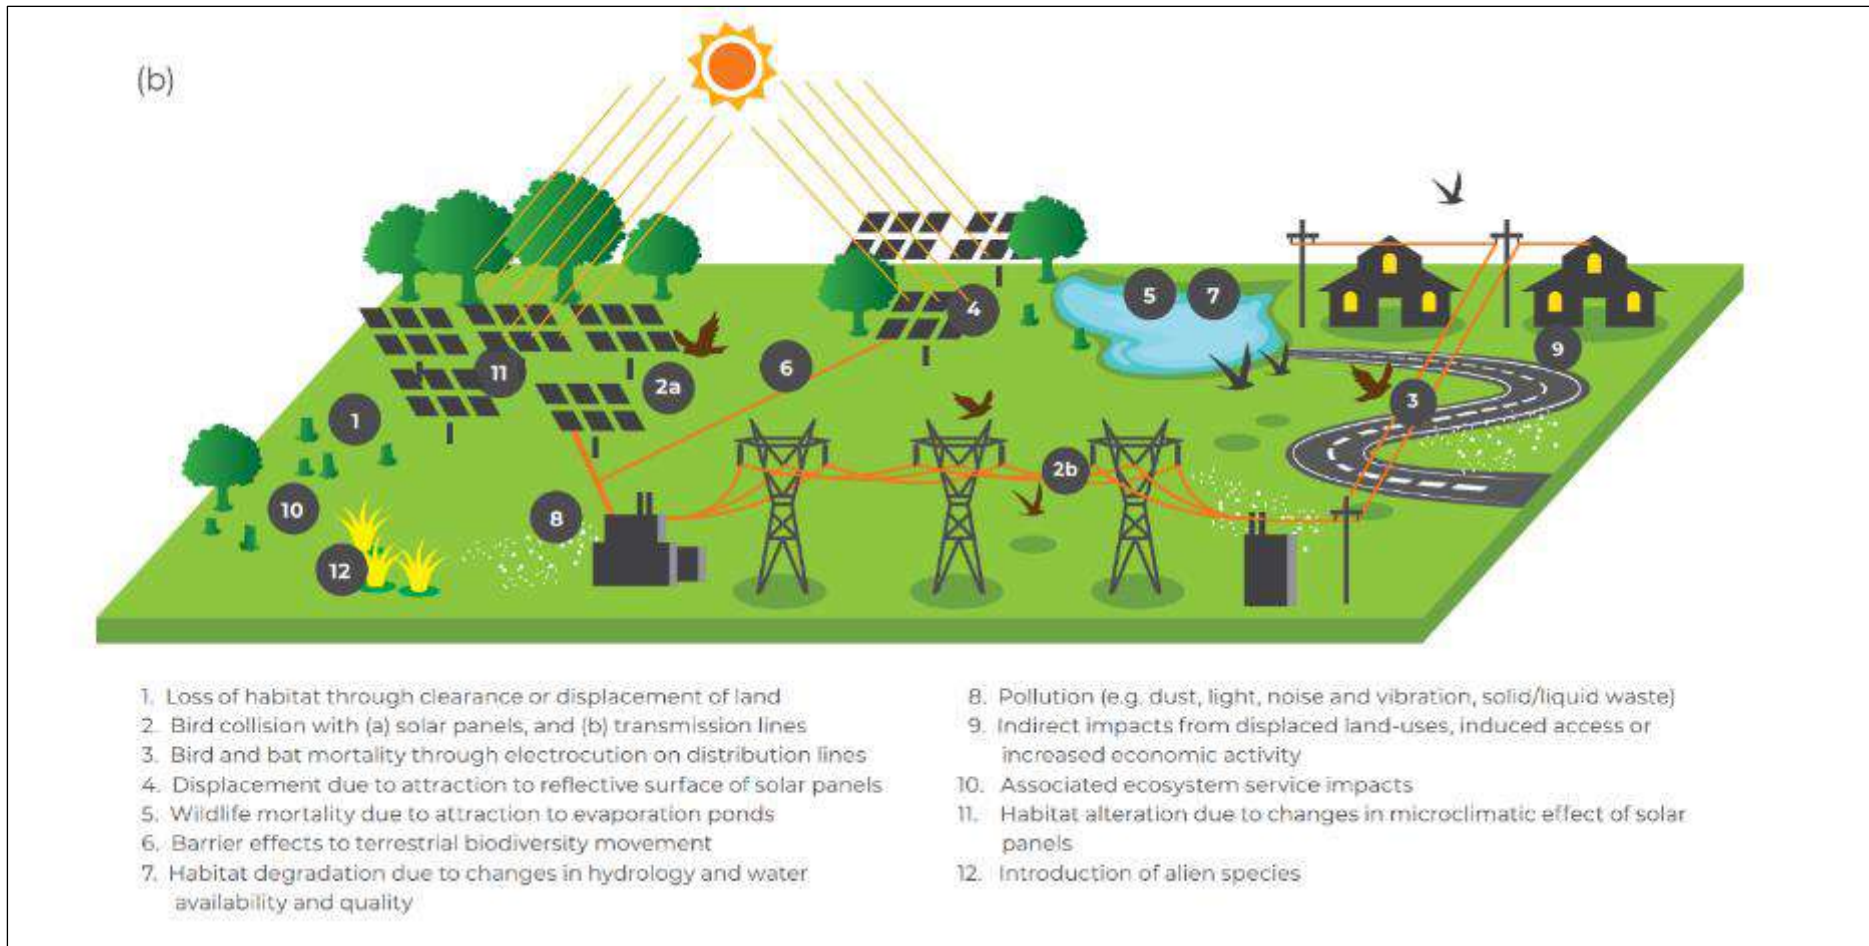 (b)
4
5
7
9
11
2a
6
3
1
2b
10
8
12
1. Loss of habitat through clearance or displacement of land
2. Bird collision with (a) solar panels, and (b) transmission lines
3. Bird and bat mortality through electrocution on distribution lines
4. Displacement due to attraction to reflective surface of solar panels
5. Wildlife mortality due to attraction to evaporation ponds
6. Barrier effects to terrestrial biodiversity movement
7. Habitat degradation due to changes in hydrology and water
availability and quality
8. Pollution (e.g. dust, light, noise and vibration, solid/liquid waste)
9. Indirect impacts from displaced land-uses, induced access or
increased economic activity
10. Associated ecosystem service impacts
11. Habitat alteration due to changes in microclimatic effect of solar
panels
12. Introduction of alien species